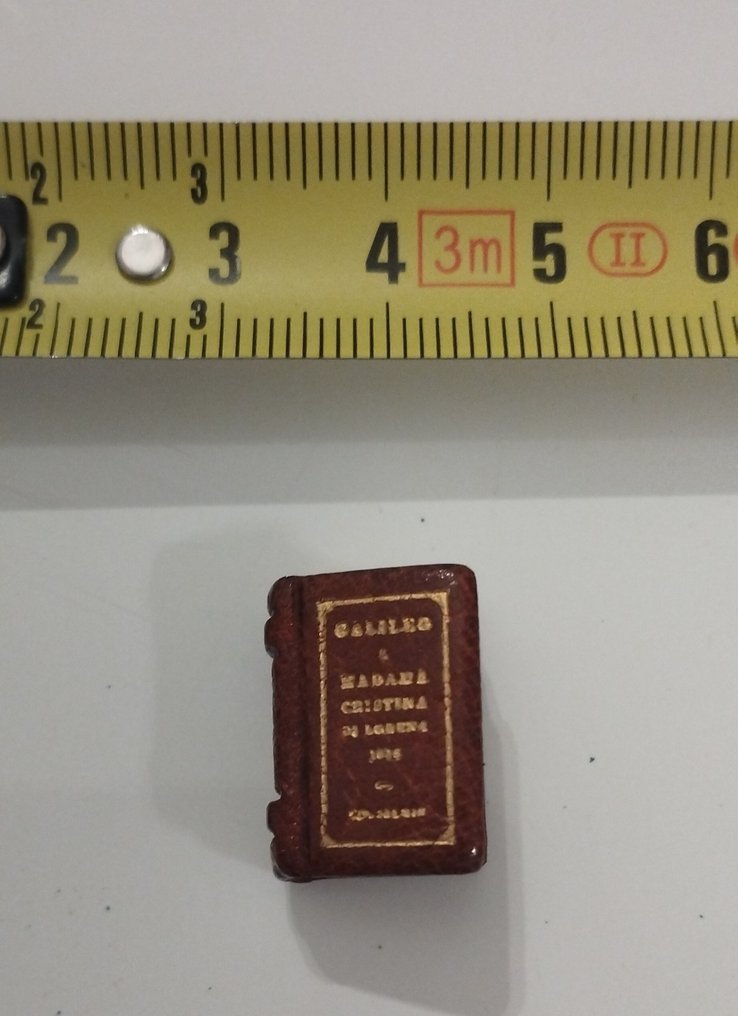 2 3
2 3 4 3m 5 II 6
2 3
GALILEO
A
MADAMA
CRISTINA
DI LORENA
1615